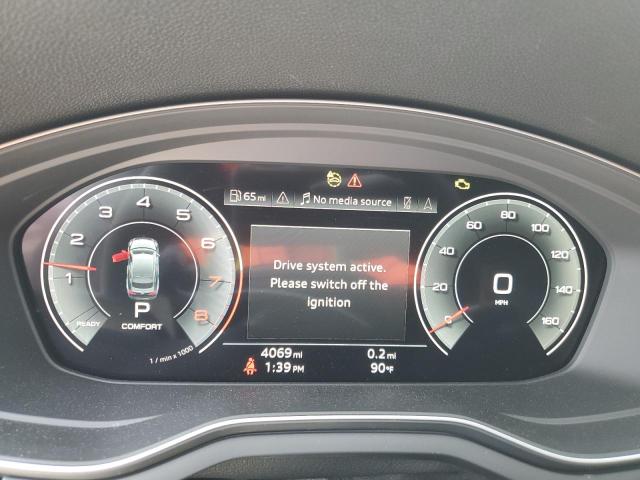 65 mi
No media source
1
2
3
4
5
6
7
8
READY
P
COMFORT
1 / min x 1000
Drive system active.
Please switch off the
ignition
0
20
40
60
80
100
120
140
160
0
MPH
4069 mi
0.2 mi
1:39 PM
90°F